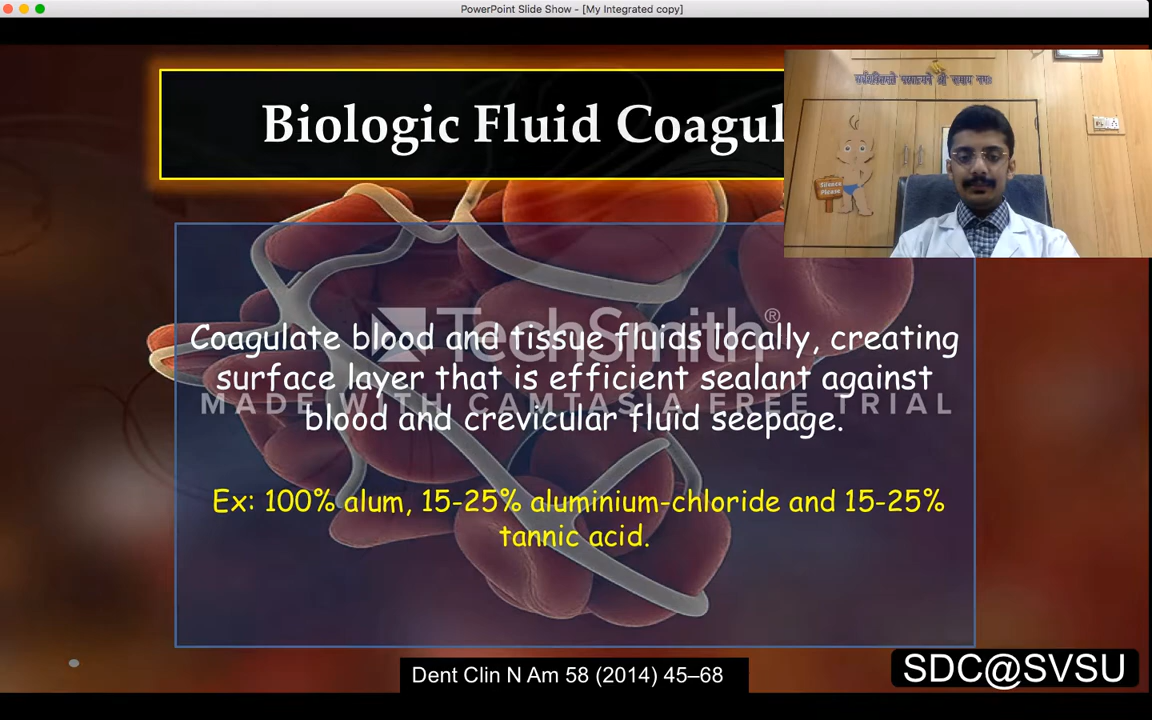 PowerPoint Slide Show - [My Integrated copy]
Biologic Fluid Coagul
Silence
Please
TechSmith®
MADE WITH CAMTASIA FREE TRIAL
Coagulate blood and tissue fluids locally, creating
surface layer that is efficient sealant against
blood and crevicular fluid seepage.
Ex: 100% alum, 15-25% aluminium-chloride and 15-25%
tannic acid.
Dent Clin N Am 58 (2014) 45–68
SDC@SVSU